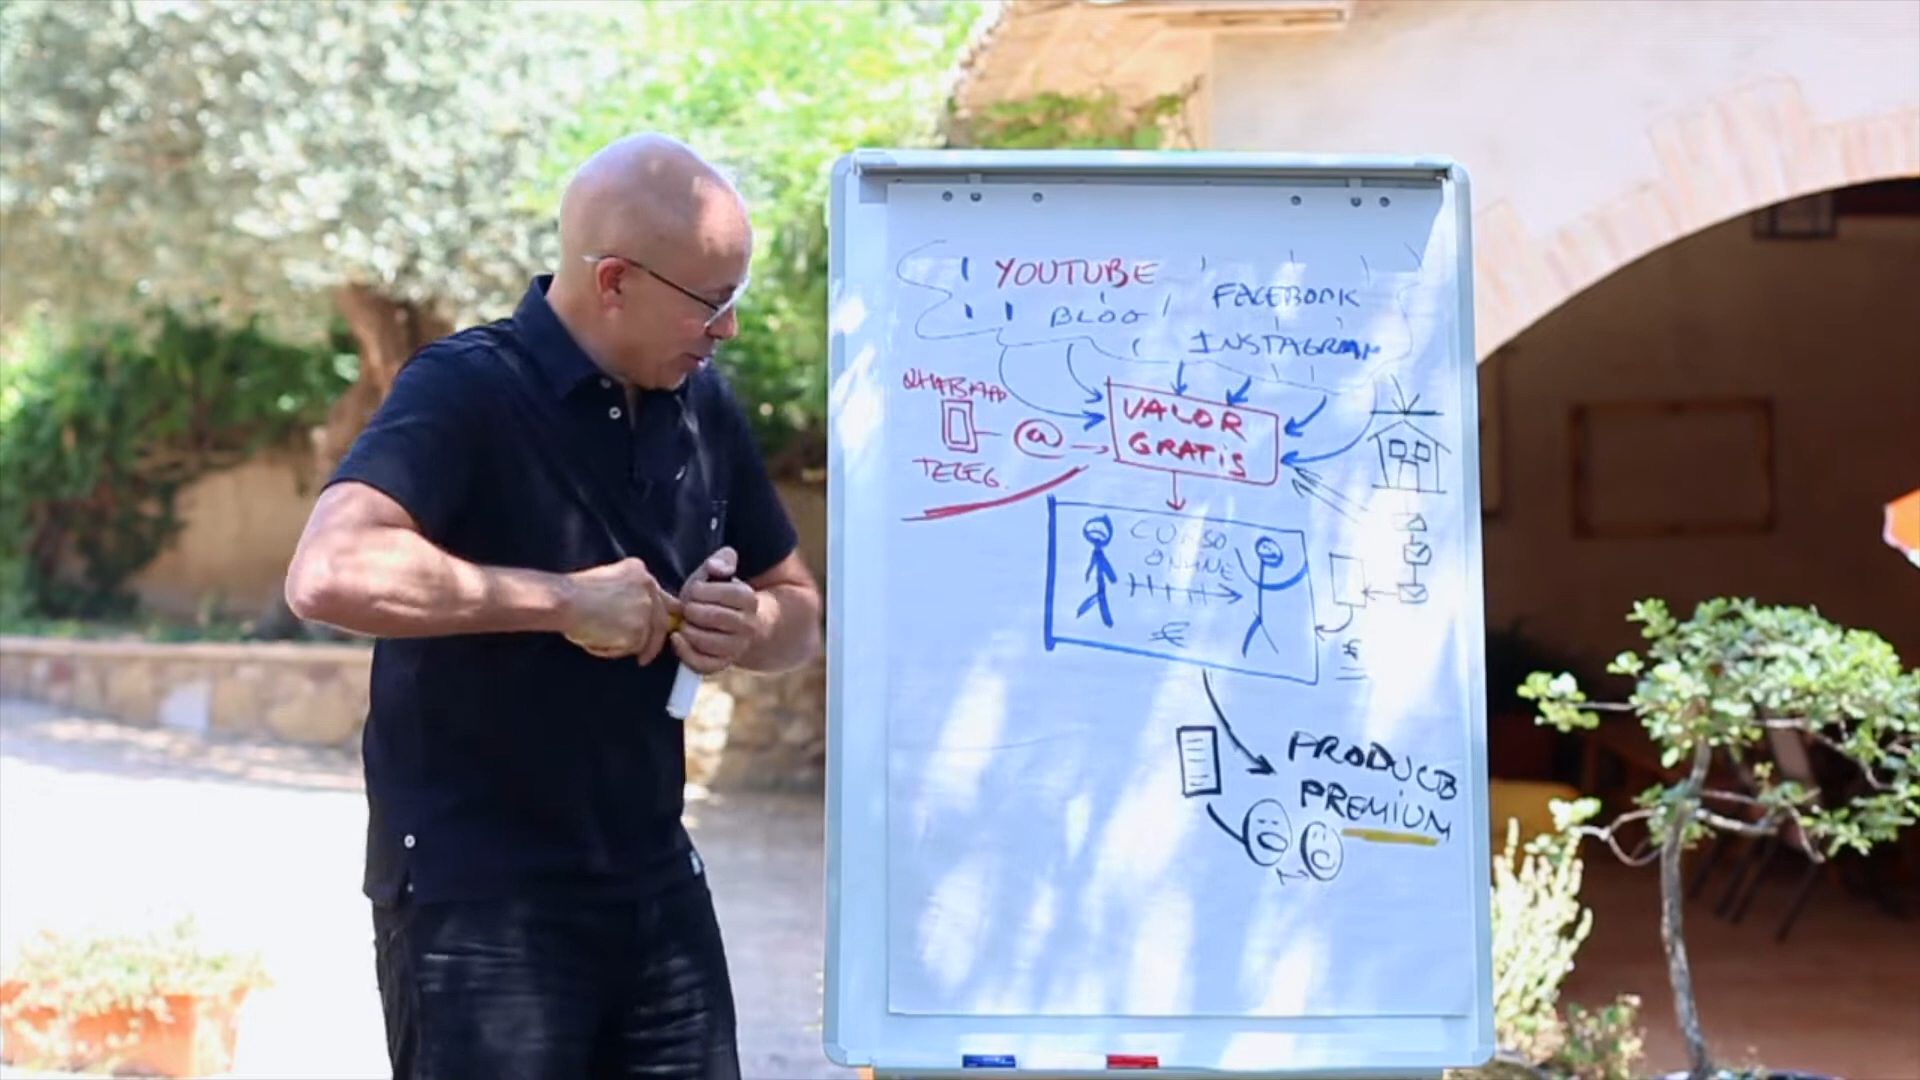 YOUTUBE
FACEBOOK
BLOG
INSTAGRAM
WHATSAPP
VALOR
GRATIS
@
TELEG.
CURSO
ONLINE
€
€
PRODUCTO
PREMIUM